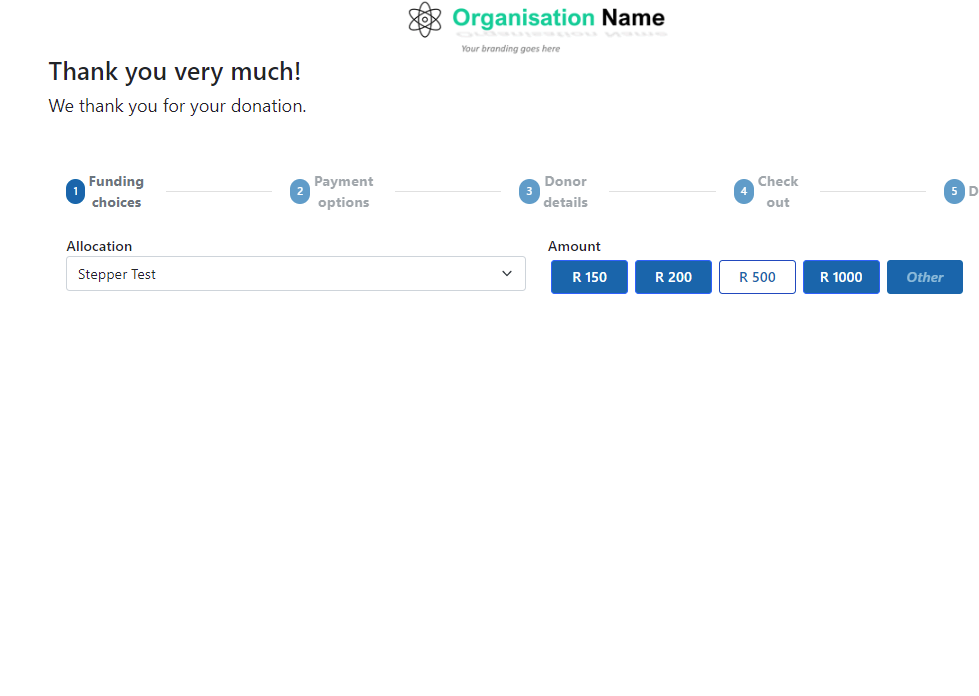 Organisation Name
Your branding goes here
Thank you very much!
We thank you for your donation.
1 Funding choices
2 Payment options
3 Donor details
4 Check out
5 D
Allocation
Stepper Test
Amount
R 150 R 200 R 500 R 1000 Other